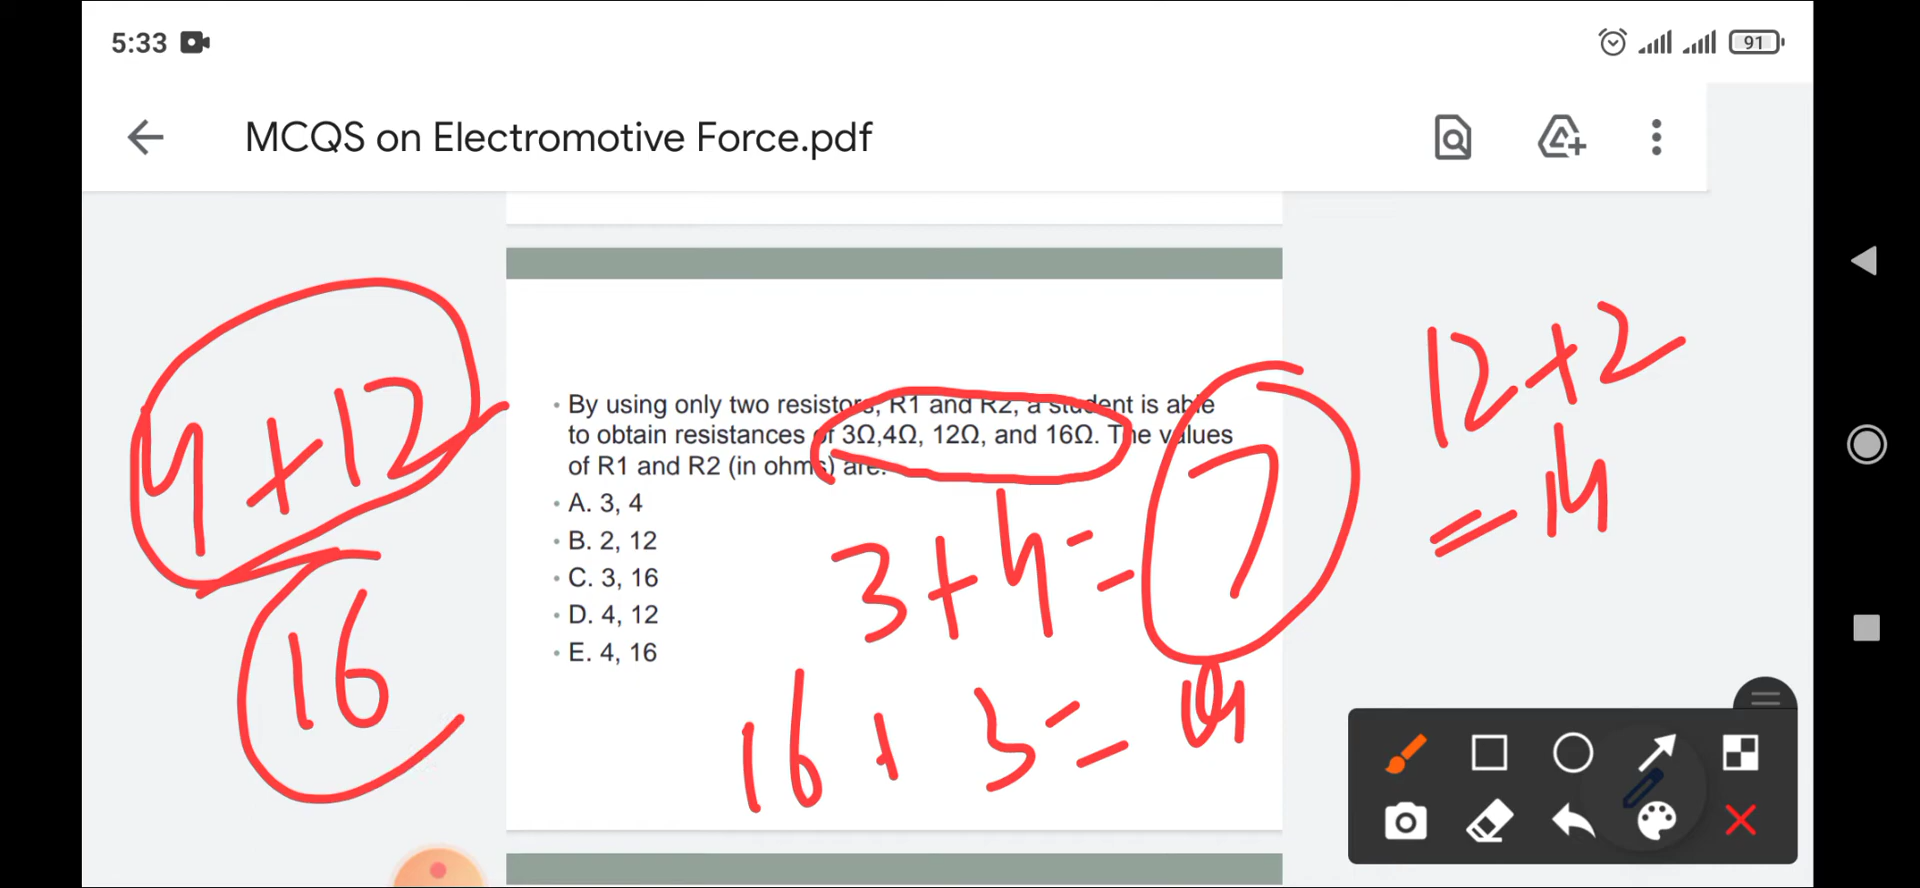 5:33
91
MCQS on Electromotive Force.pdf
• By using only two resistors, R1 and R2, a student is able
to obtain resistances of 3Ω,4Ω, 12Ω, and 16Ω. The values
of R1 and R2 (in ohms) are:
• A. 3, 4
• B. 2, 12
• C. 3, 16
• D. 4, 12
• E. 4, 16
4+12
16
3+4=7
16+3=
12+2
=14